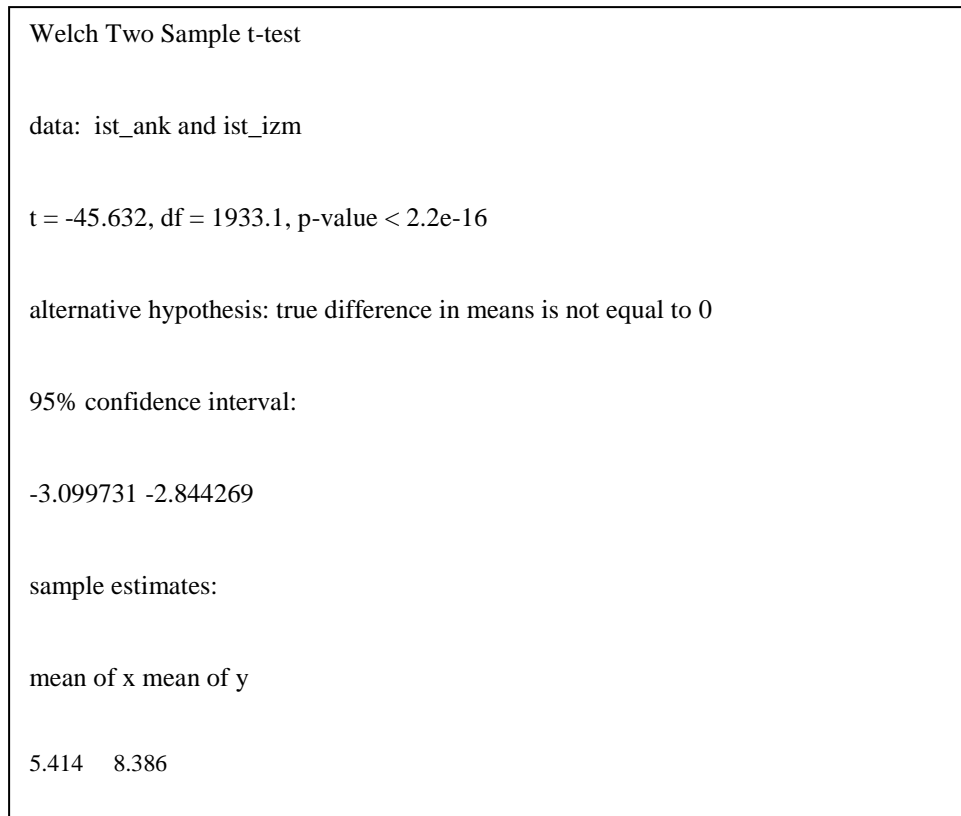 Welch Two Sample t-test
data: ist_ank and ist_izm
t = -45.632, df = 1933.1, p-value < 2.2e-16
alternative hypothesis: true difference in means is not equal to 0
95% confidence interval:
-3.099731 -2.844269
sample estimates:
mean of x mean of y
5.414 8.386